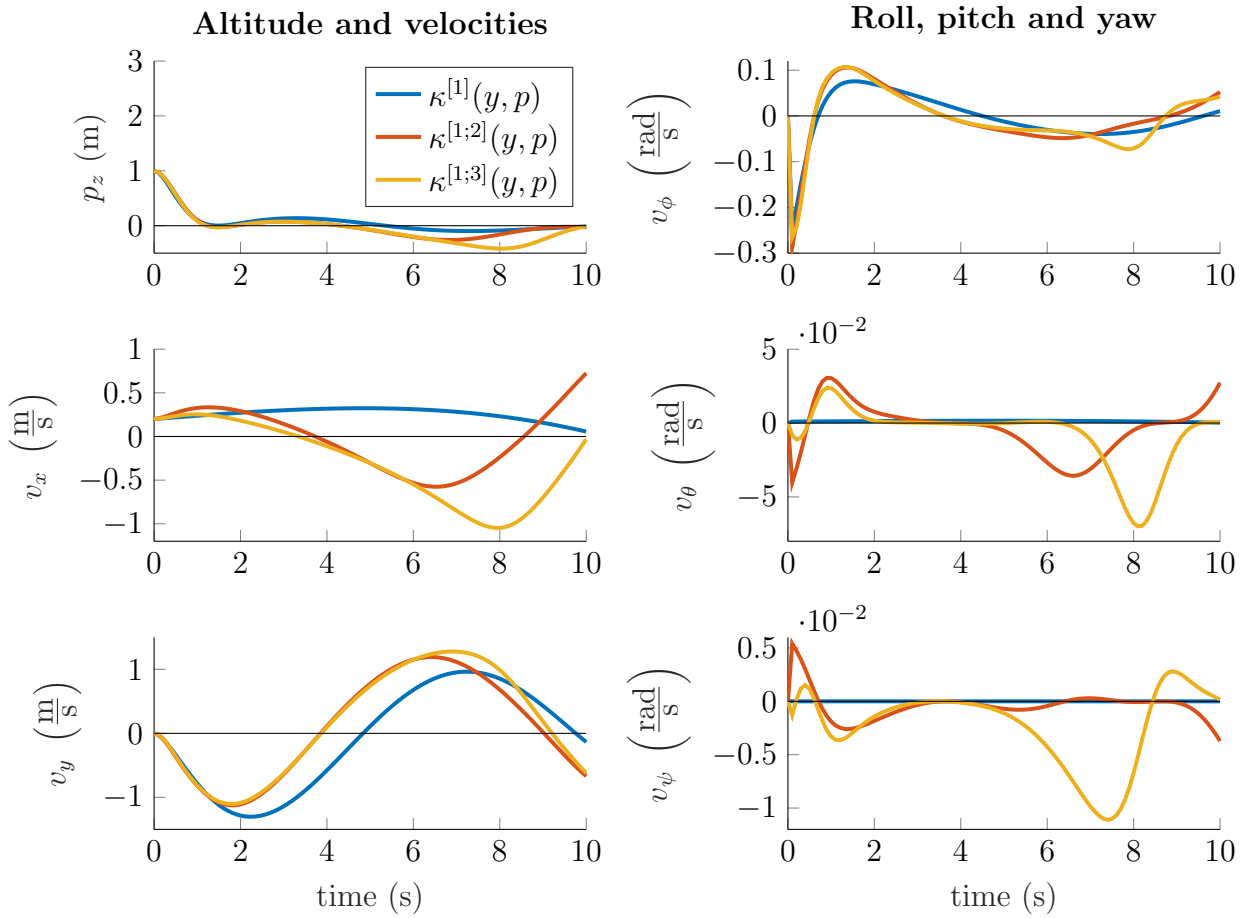 Altitude and velocities
3
2
1
0
p_z (m)
κ^{[1]}(y, p)
κ^{[1;2]}(y, p)
κ^{[1;3]}(y, p)
0 2 4 6 8 10
Roll, pitch and yaw
0.1
0
−0.1
−0.2
−0.3
v_ϕ (rad/s)
0 2 4 6 8 10
1
0.5
0
−0.5
−1
v_x (m/s)
0 2 4 6 8 10
·10^{−2}
5
0
−5
v_θ (rad/s)
0 2 4 6 8 10
1
0
−1
v_y (m/s)
0 2 4 6 8 10
time (s)
·10^{−2}
0.5
0
−0.5
−1
v_ψ (rad/s)
0 2 4 6 8 10
time (s)